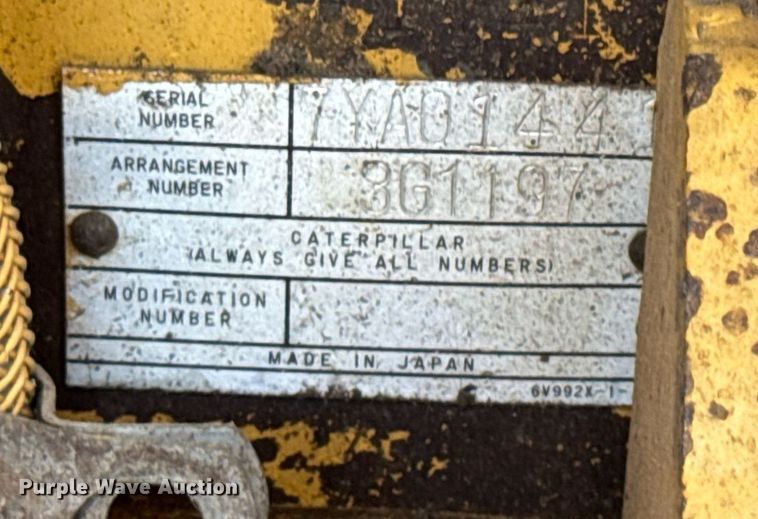 SERIAL
NUMBER
7YA0144
ARRANGEMENT
NUMBER
3G1197
CATERPILLAR
(ALWAYS GIVE ALL NUMBERS)
MODIFICATION
NUMBER
MADE IN JAPAN
6V992X-1-
Purple Wave Auction